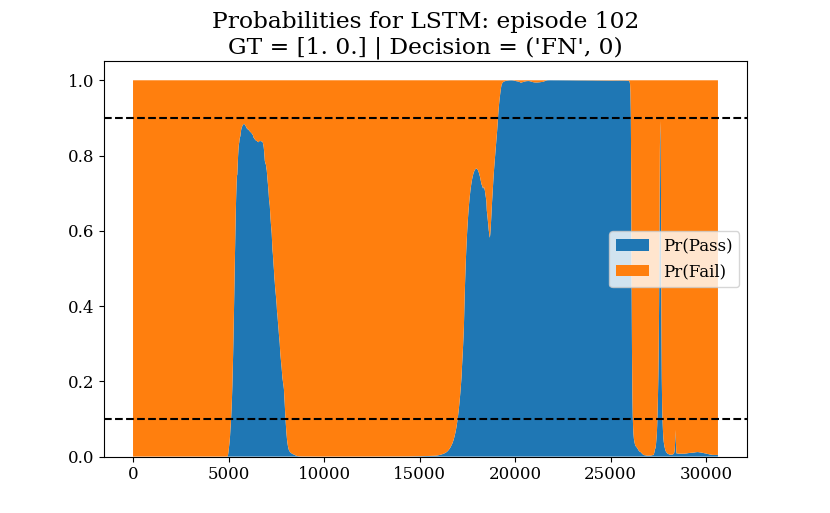 Probabilities for LSTM: episode 102
GT = [1. 0.] | Decision = ('FN', 0)
1.0
0.8
0.6
0.4
0.2
0.0
Pr(Pass)
Pr(Fail)
0 5000 10000 15000 20000 25000 30000